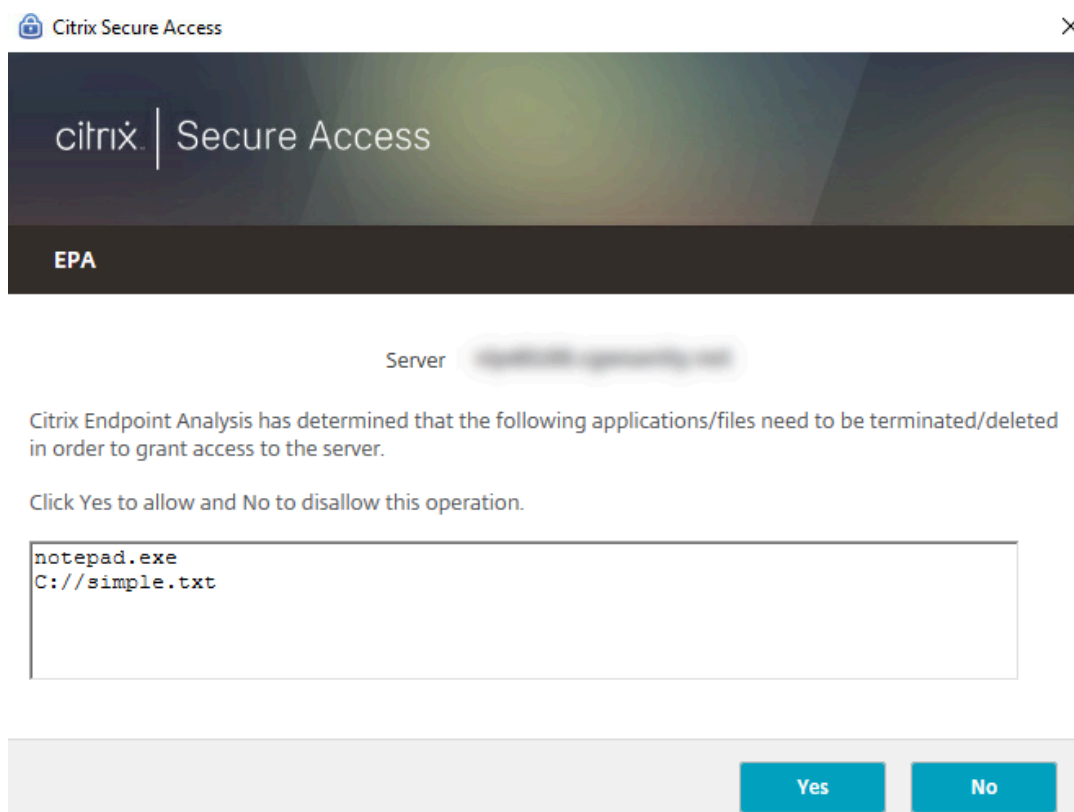 Citrix Secure Access
citrix. | Secure Access
EPA
Server
Citrix Endpoint Analysis has determined that the following applications/files need to be terminated/deleted
in order to grant access to the server.
Click Yes to allow and No to disallow this operation.
notepad.exe
C://simple.txt
Yes No